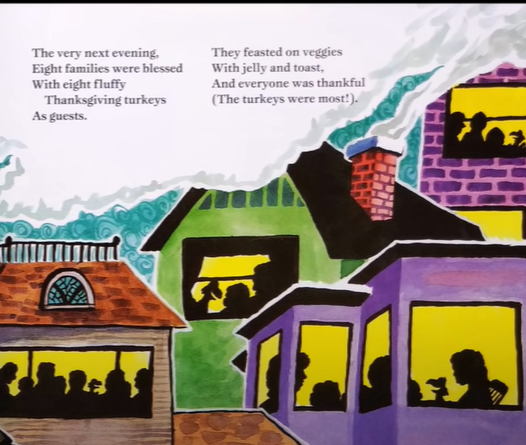 The very next evening,
Eight families were blessed
With eight fluffy
Thanksgiving turkeys
As guests.
They feasted on veggies
With jelly and toast,
And everyone was thankful
(The turkeys were most!).